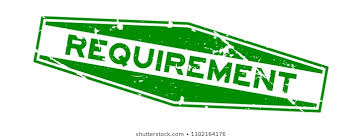 REQUIREMENT
shutterstock.com • 1102164176